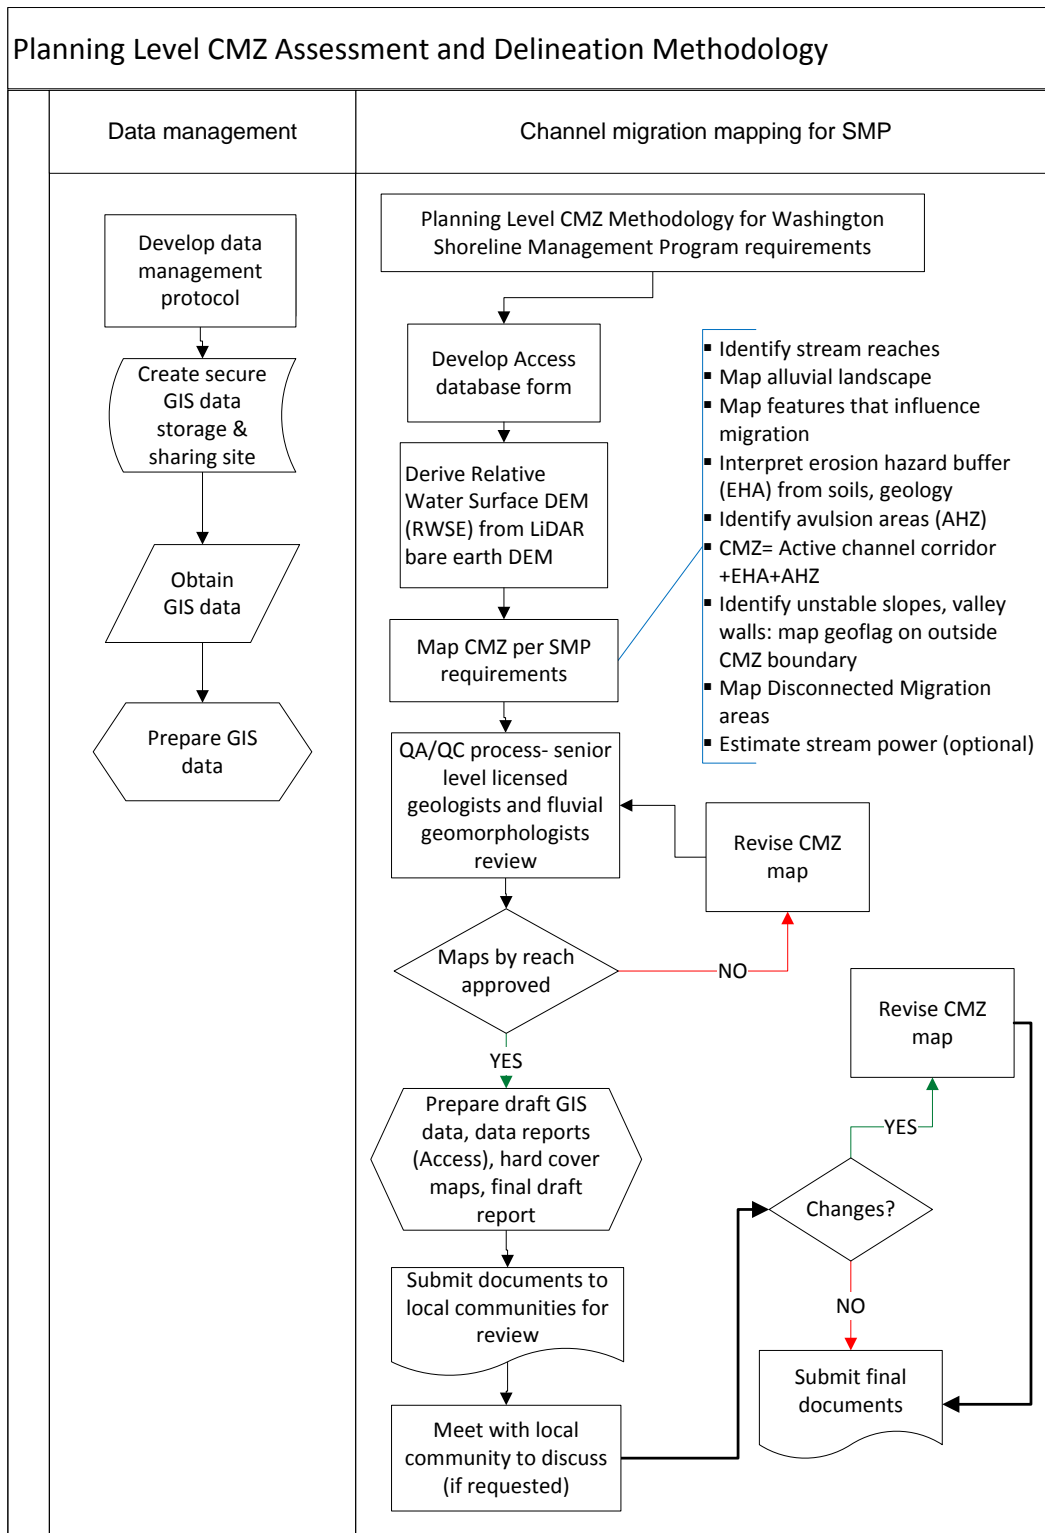 Planning Level CMZ Assessment and Delineation Methodology
Data management
Channel migration mapping for SMP
Develop data
management
protocol
Create secure
GIS data
storage &
sharing site
Obtain
GIS data
Prepare GIS
data
Planning Level CMZ Methodology for Washington
Shoreline Management Program requirements
Develop Access
database form
Derive Relative
Water Surface DEM
(RWSE) from LiDAR
bare earth DEM
Map CMZ per SMP
requirements
▪ Identify stream reaches
▪ Map alluvial landscape
▪ Map features that influence
migration
▪ Interpret erosion hazard buffer
(EHA) from soils, geology
▪ Identify avulsion areas (AHZ)
▪ CMZ= Active channel corridor
+EHA+AHZ
▪ Identify unstable slopes, valley
walls: map geoflag on outside
CMZ boundary
▪ Map Disconnected Migration
areas
▪ Estimate stream power (optional)
QA/QC process- senior
level licensed
geologists and fluvial
geomorphologists
review
Revise CMZ
map
Maps by reach
approved
NO
YES
Prepare draft GIS
data, data reports
(Access), hard cover
maps, final draft
report
Submit documents to
local communities for
review
Meet with local
community to discuss
(if requested)
Changes?
YES
Revise CMZ
map
NO
Submit final
documents